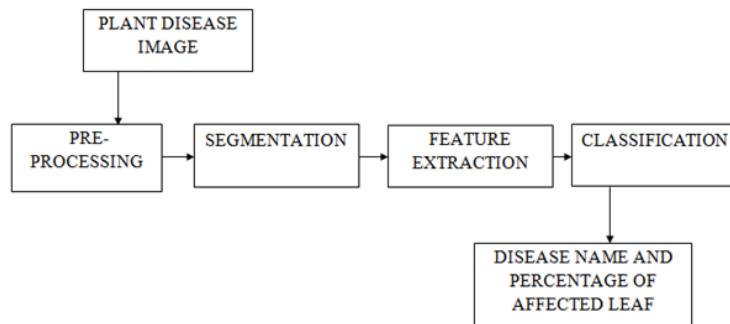 PLANT DISEASE
IMAGE
PRE-
PROCESSING
SEGMENTATION
FEATURE
EXTRACTION
CLASSIFICATION
DISEASE NAME AND
PERCENTAGE OF
AFFECTED LEAF